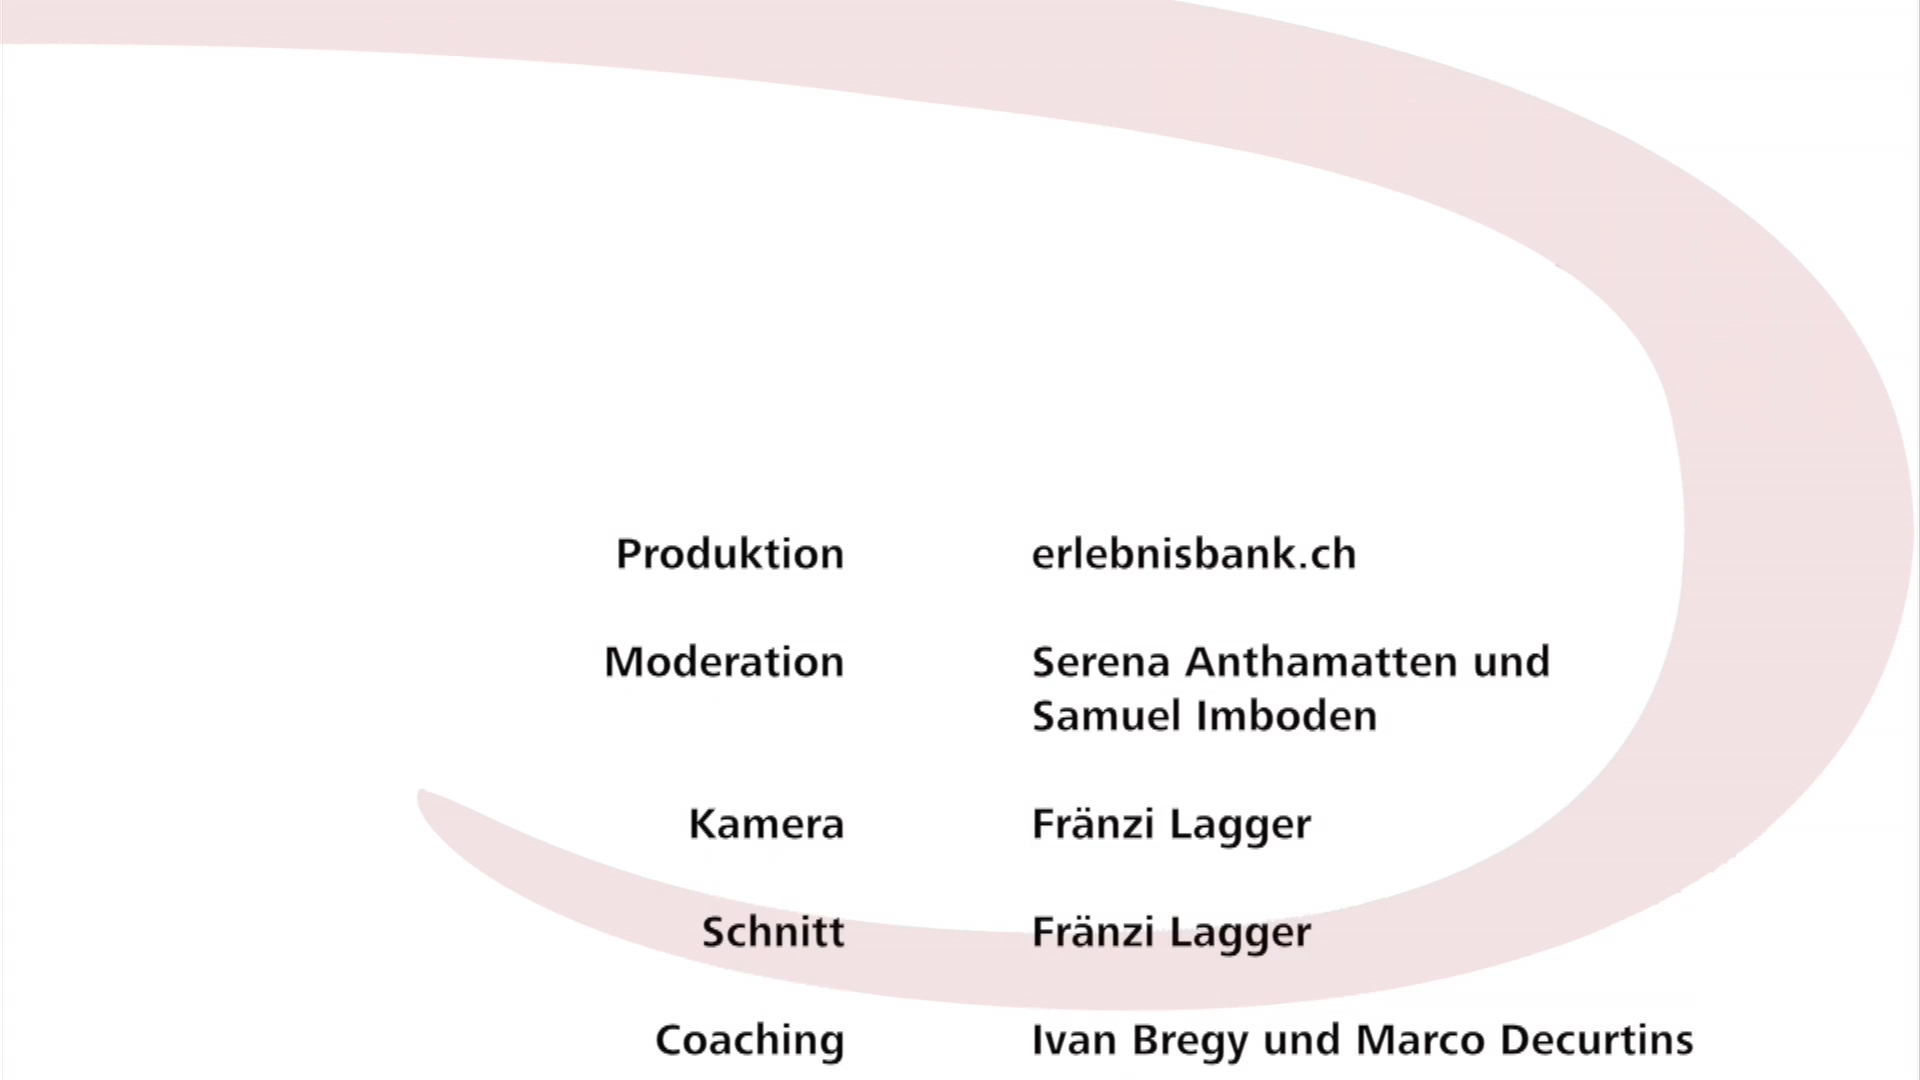 Produktion erlebnisbank.ch
Moderation Serena Anthamatten und
Samuel Imboden
Kamera Fränzi Lagger
Schnitt Fränzi Lagger
Coaching Ivan Bregy und Marco Decurtins